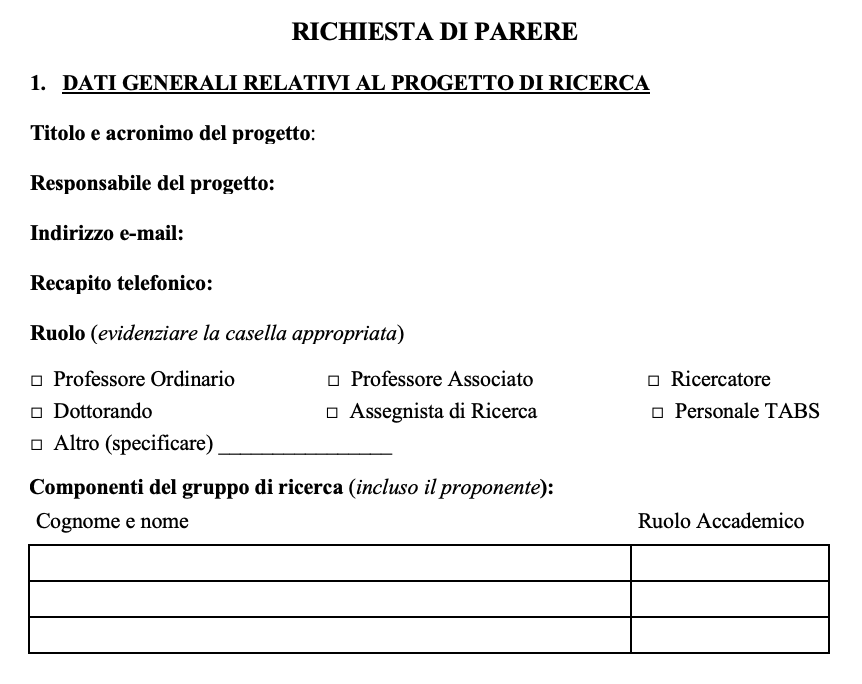 RICHIESTA DI PARERE
1. DATI GENERALI RELATIVI AL PROGETTO DI RICERCA
Titolo e acronimo del progetto:
Responsabile del progetto:
Indirizzo e-mail:
Recapito telefonico:
Ruolo (evidenziare la casella appropriata)
□ Professore Ordinario □ Professore Associato □ Ricercatore
□ Dottorando □ Assegnista di Ricerca □ Personale TABS
□ Altro (specificare) ________________
Componenti del gruppo di ricerca (incluso il proponente):
Cognome e nome Ruolo Accademico